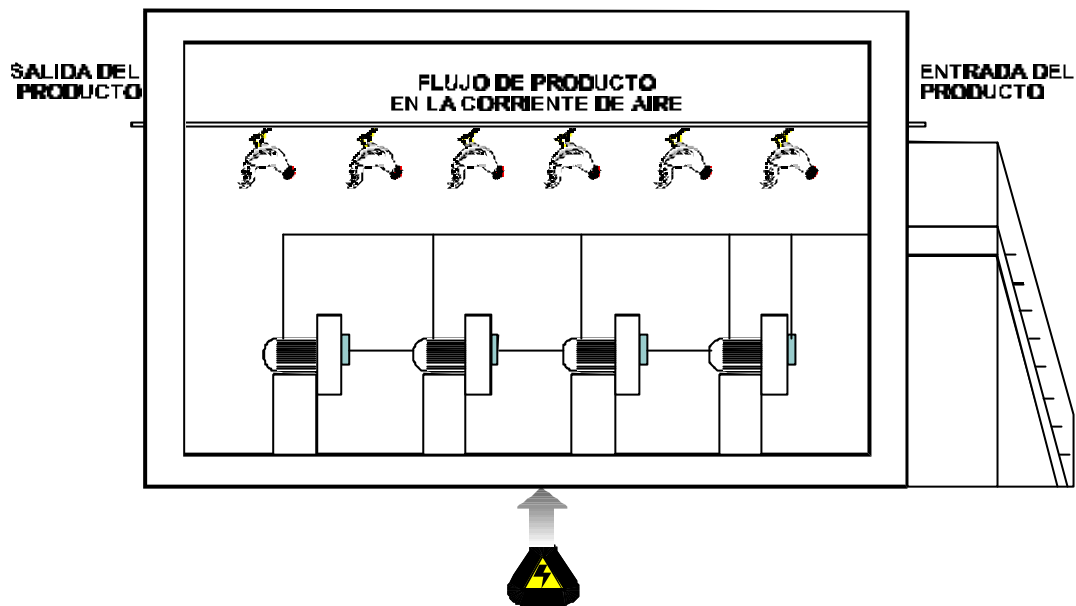 SALIDA DEL
PRODUCTO
FLUJO DE PRODUCTO
EN LA CORRIENTE DE AIRE
ENTRADA DEL
PRODUCTO